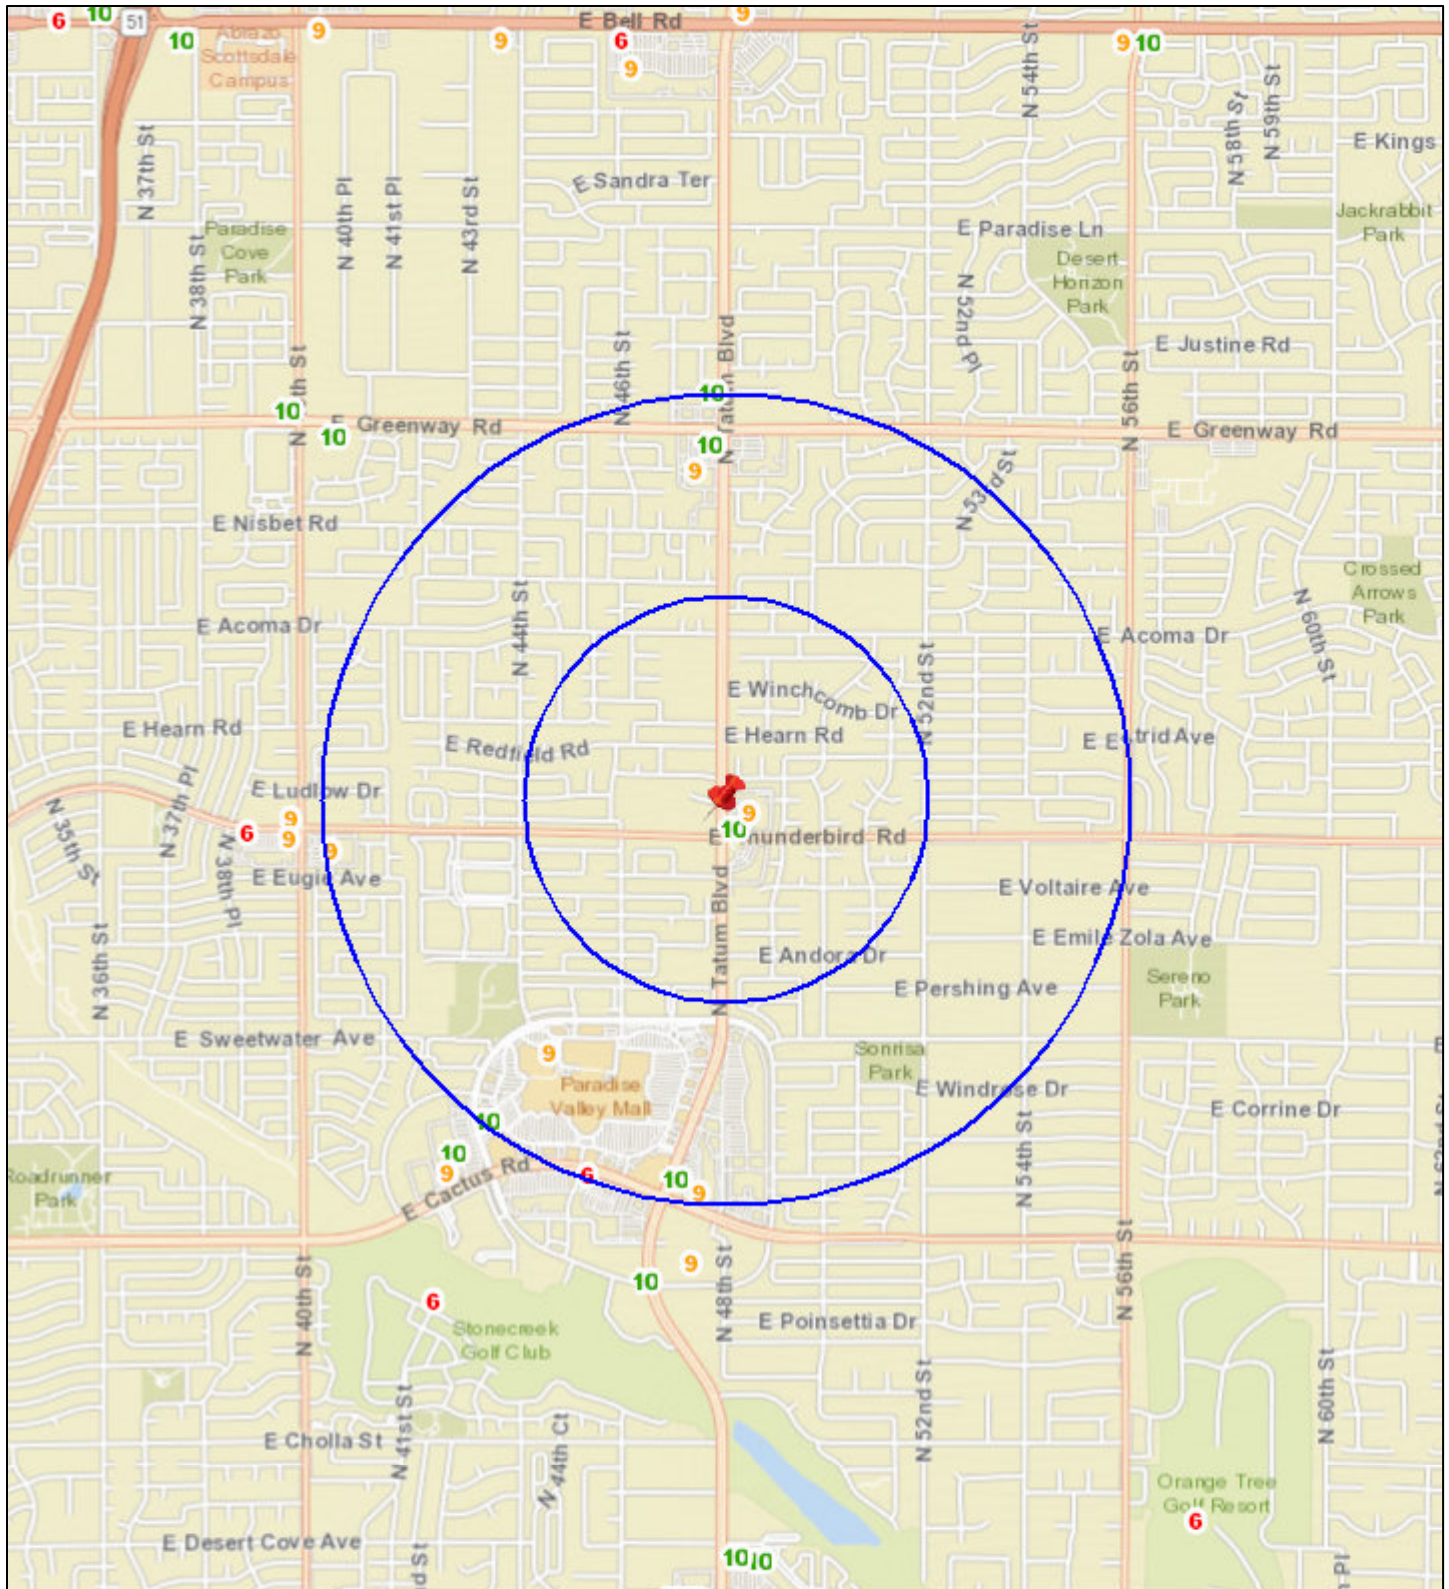 6
10
51
9
E Bell Rd
9
10
Abrazo
Scottsdale
Campus
9
6
9
9
10
N 54th St
N 58th St
N 59th St
E Kings
N 37th St
E Sandra Ter
N 40th Pl
N 41st Pl
N 43rd St
Paradise
Cove
Park
N 38th St
E Paradise Ln
Desert
Horizon
Park
Jackrabbit
Park
N 52nd Pl
N 46th St
N Tatum Blvd
E Justine Rd
N 56th St
10
10
10
E Greenway Rd
10
9
E Greenway Rd
N 53rd St
E Nisbet Rd
Crossed
Arrows
Park
N 60th St
N 44th St
E Acoma Dr
E Acoma Dr
N 52nd St
E Winchcomb Dr
E Hearn Rd
E Redfield Rd
E Hearn Rd
N 37th Pl
E Ludlow Dr
N 35th St
6
9
9
9
9
10
Thunderbird Rd
N 38th Pl
E Eugie Ave
E Voltaire Ave
N Tatum Blvd
N 36th St
E Emile Zola Ave
E Andora Dr
E Pershing Ave
Sereno
Park
E Sweetwater Ave
9
Sonrisa
Park
Paradise
Valley Mall
E Windrose Dr
E Corrine Dr
10
10
9
E Cactus Rd
6
10
9
N 54th St
N 62nd St
Roadrunner
Park
N 40th St
9
10
N 48th St
N 56th St
6
Stonecreek
Golf Club
E Poinsettia Dr
N 41st St
N 44th Ct
N 52nd St
N 60th St
E Cholla St
Orange Tree
Golf Resort
6
E Desert Cove Ave
10
10